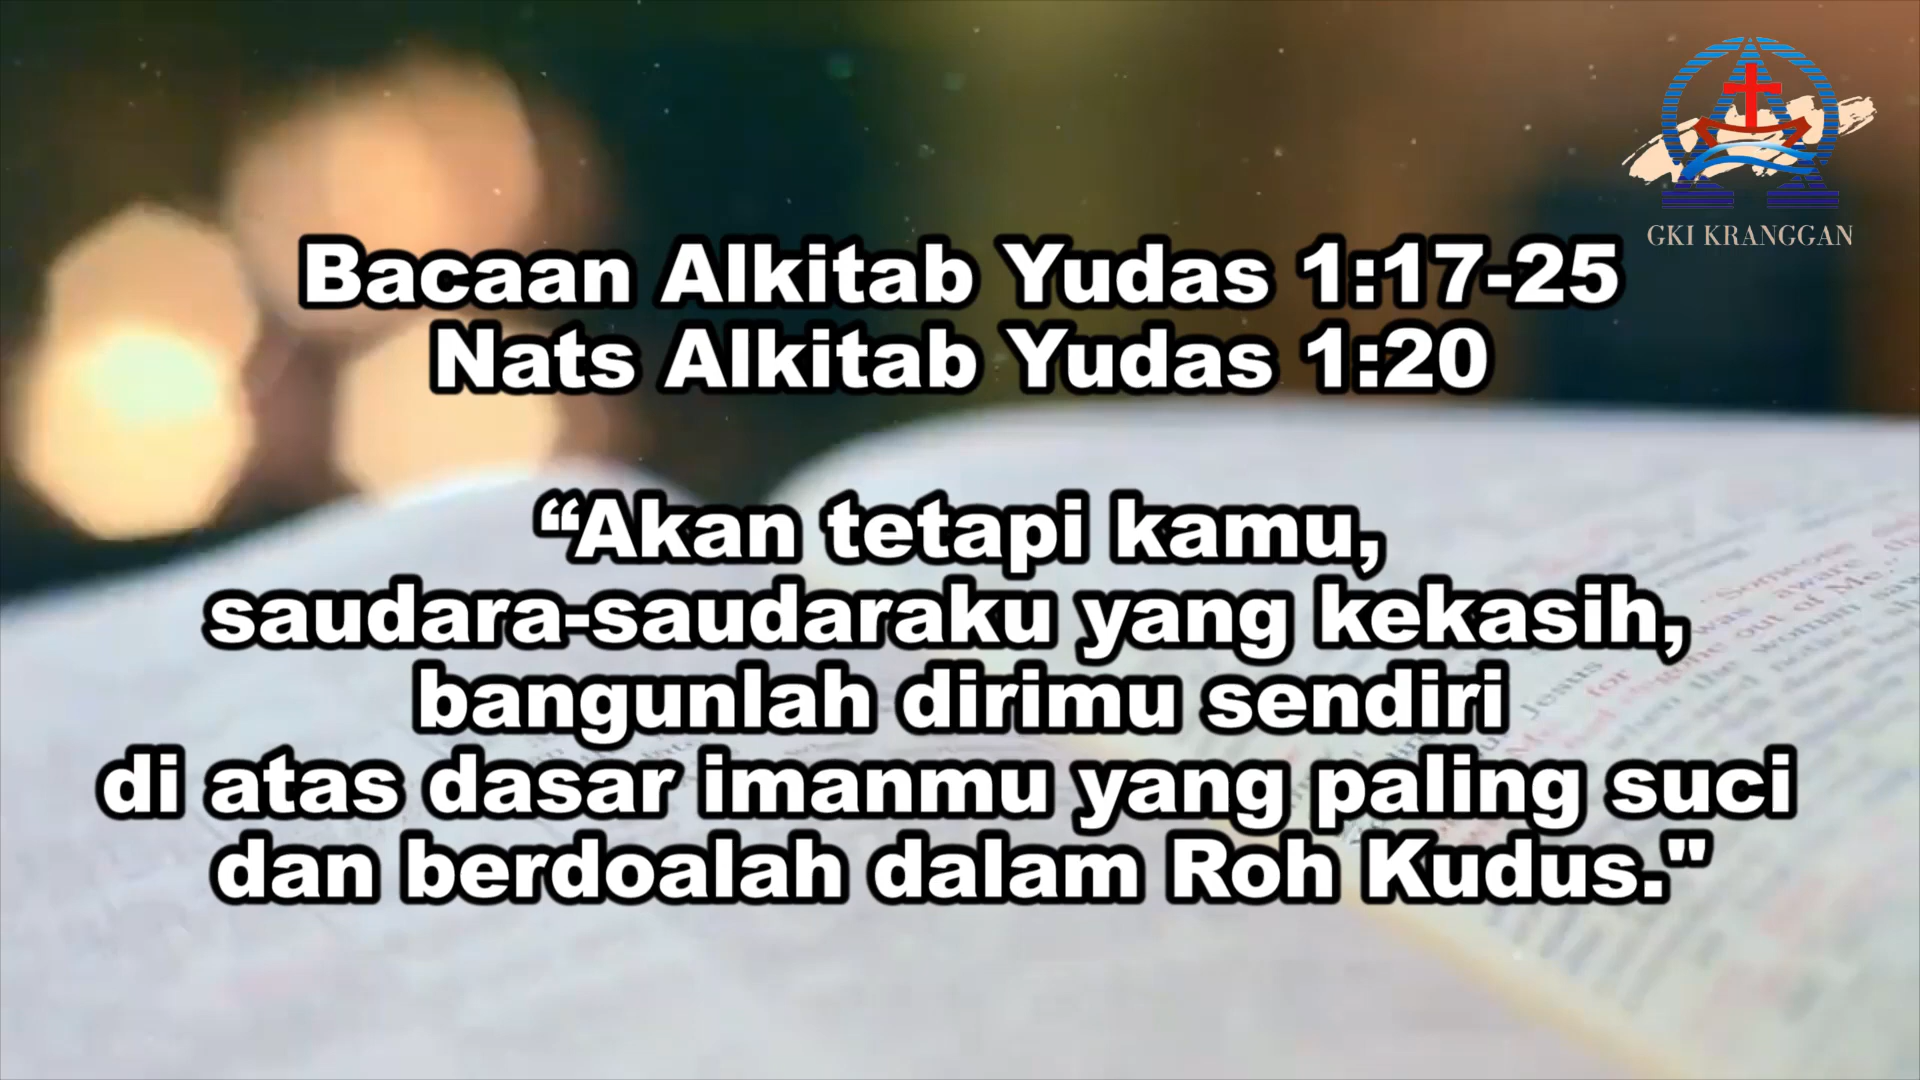 GKI KRANGGAN
Bacaan Alkitab Yudas 1:17-25
Nats Alkitab Yudas 1:20
“Akan tetapi kamu,
saudara-saudaraku yang kekasih,
bangunlah dirimu sendiri
di atas dasar imanmu yang paling suci
dan berdoalah dalam Roh Kudus."